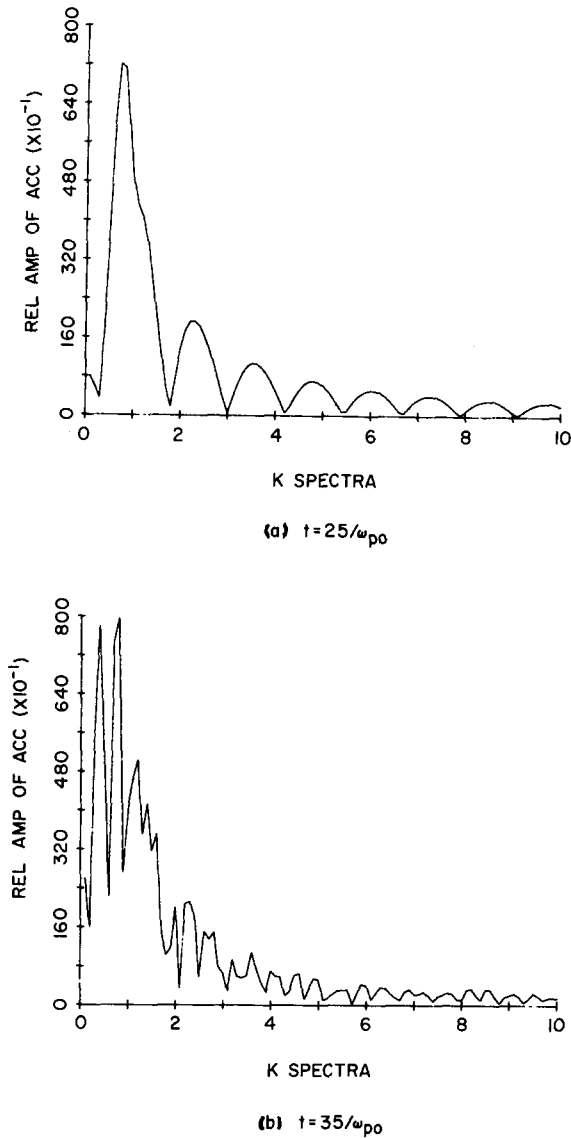 800
640
480
320
160
0
REL AMP OF ACC (X10⁻¹)
0 2 4 6 8 10
K SPECTRA
(a) t=25/ωpo
800
640
480
320
160
0
REL AMP OF ACC (X10⁻¹)
0 2 4 6 8 10
K SPECTRA
(b) t=35/ωpo